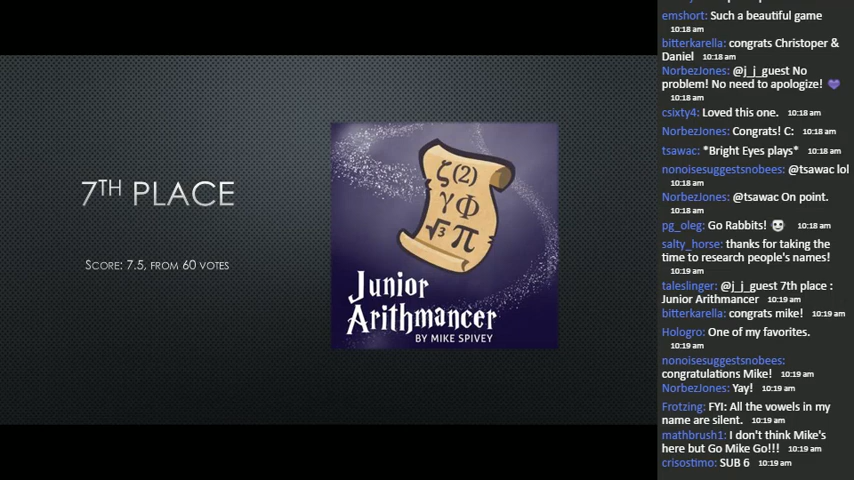 7TH PLACE
SCORE: 7.5, FROM 60 VOTES
ζ(2)
γ Φ
√3 π
Junior
Arithmancer
BY MIKE SPIVEY
emshort: Such a beautiful game
10:18 am
bitterkarella: congrats Christoper &
Daniel 10:18 am
NorbezJones: @j_j_guest No
problem! No need to apologize! 💜
10:18 am
csixty4: Loved this one. 10:18 am
NorbezJones: Congrats! C: 10:18 am
tsawac: *Bright Eyes plays* 10:18 am
nonoisesuggestsnobees: @tsawac lol
10:18 am
NorbezJones: @tsawac On point.
10:18 am
pg_oleg: Go Rabbits! 10:18 am
salty_horse: thanks for taking the
time to research people's names!
10:19 am
taleslinger: @j_j_guest 7th place :
Junior Arithmancer 10:19 am
bitterkarella: congrats mike! 10:19 am
Hologro: One of my favorites.
10:19 am
nonoisesuggestsnobees:
congratulations Mike! 10:19 am
NorbezJones: Yay! 10:19 am
Frotzing: FYI: All the vowels in my
name are silent. 10:19 am
mathbrush1: I don't think Mike's
here but Go Mike Go!!! 10:19 am
crisostimo: SUB 6 10:19 am